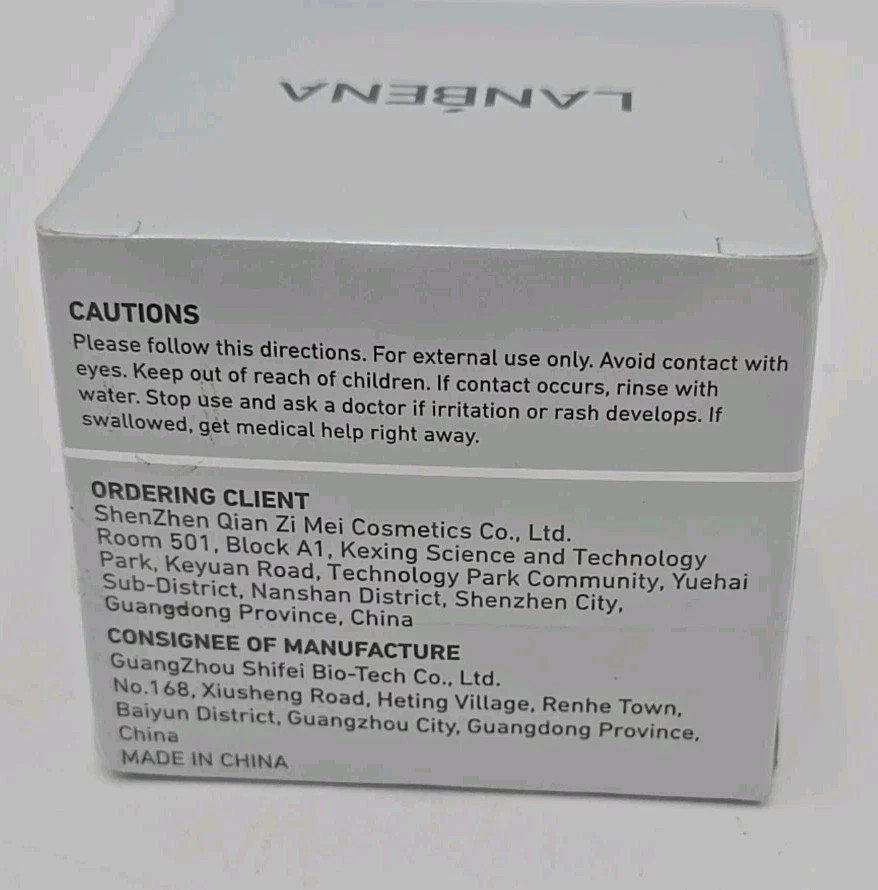 LANBENA
CAUTIONS
Please follow this directions. For external use only. Avoid contact with
eyes. Keep out of reach of children. If contact occurs, rinse with
water. Stop use and ask a doctor if irritation or rash develops. If
swallowed, get medical help right away.
ORDERING CLIENT
ShenZhen Qian Zi Mei Cosmetics Co., Ltd.
Room 501, Block A1, Kexing Science and Technology
Park, Keyuan Road, Technology Park Community, Yuehai
Sub-District, Nanshan District, Shenzhen City,
Guangdong Province, China
CONSIGNEE OF MANUFACTURE
GuangZhou Shifei Bio-Tech Co., Ltd.
No.168, Xiusheng Road, Heting Village, Renhe Town,
Baiyun District, Guangzhou City, Guangdong Province,
China
MADE IN CHINA